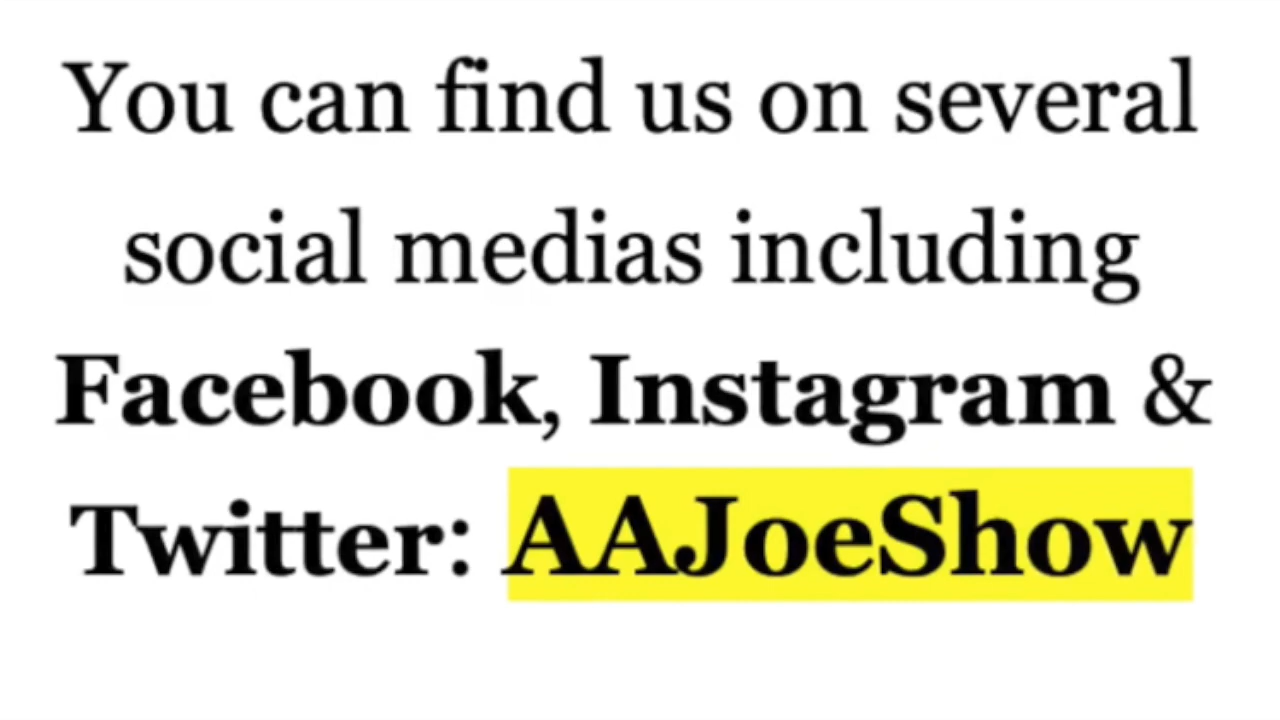 You can find us on several
social medias including
Facebook, Instagram &
Twitter: AAJoeShow